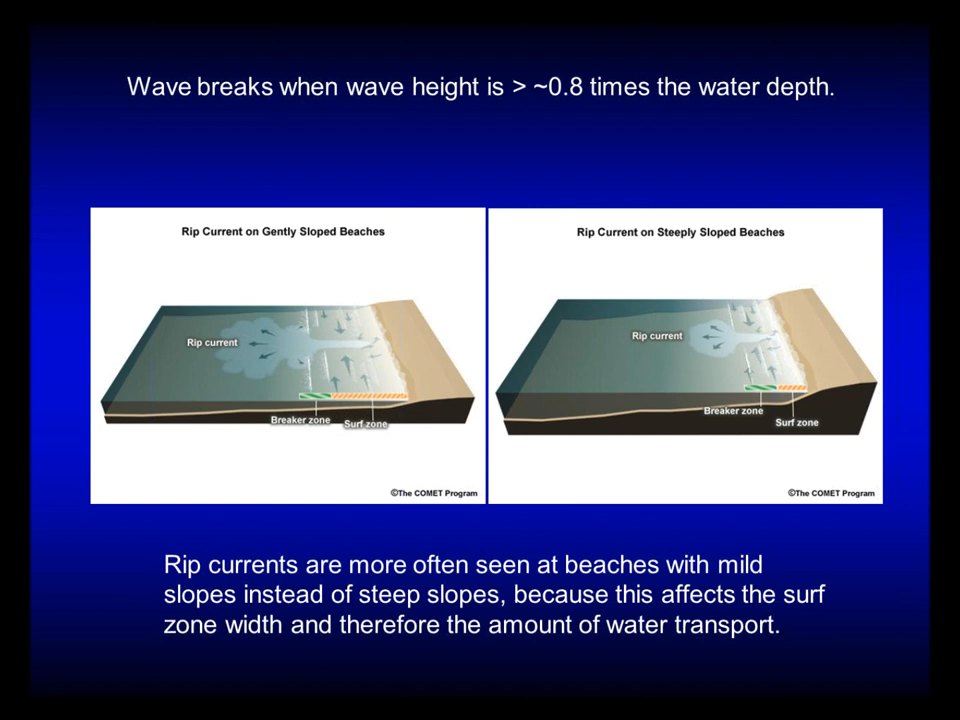 Wave breaks when wave height is > ~0.8 times the water depth.
Rip Current on Gently Sloped Beaches
Rip current
Breaker zone
Surf zone
©The COMET Program
Rip Current on Steeply Sloped Beaches
Rip current
Breaker zone
Surf zone
©The COMET Program
Rip currents are more often seen at beaches with mild
slopes instead of steep slopes, because this affects the surf
zone width and therefore the amount of water transport.